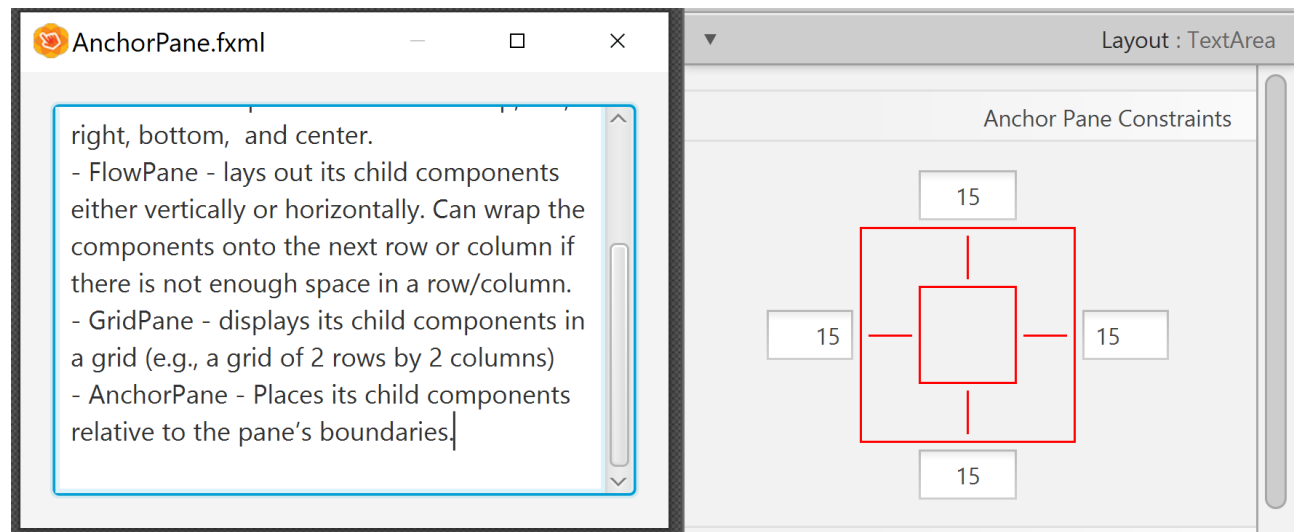 AnchorPane.fxml
right, bottom,  and center.
- FlowPane - lays out its child components
either vertically or horizontally. Can wrap the
components onto the next row or column if
there is not enough space in a row/column.
- GridPane - displays its child components in
a grid (e.g., a grid of 2 rows by 2 columns)
- AnchorPane - Places its child components
relative to the pane’s boundaries.
Layout : TextArea
Anchor Pane Constraints
15
15
15
15